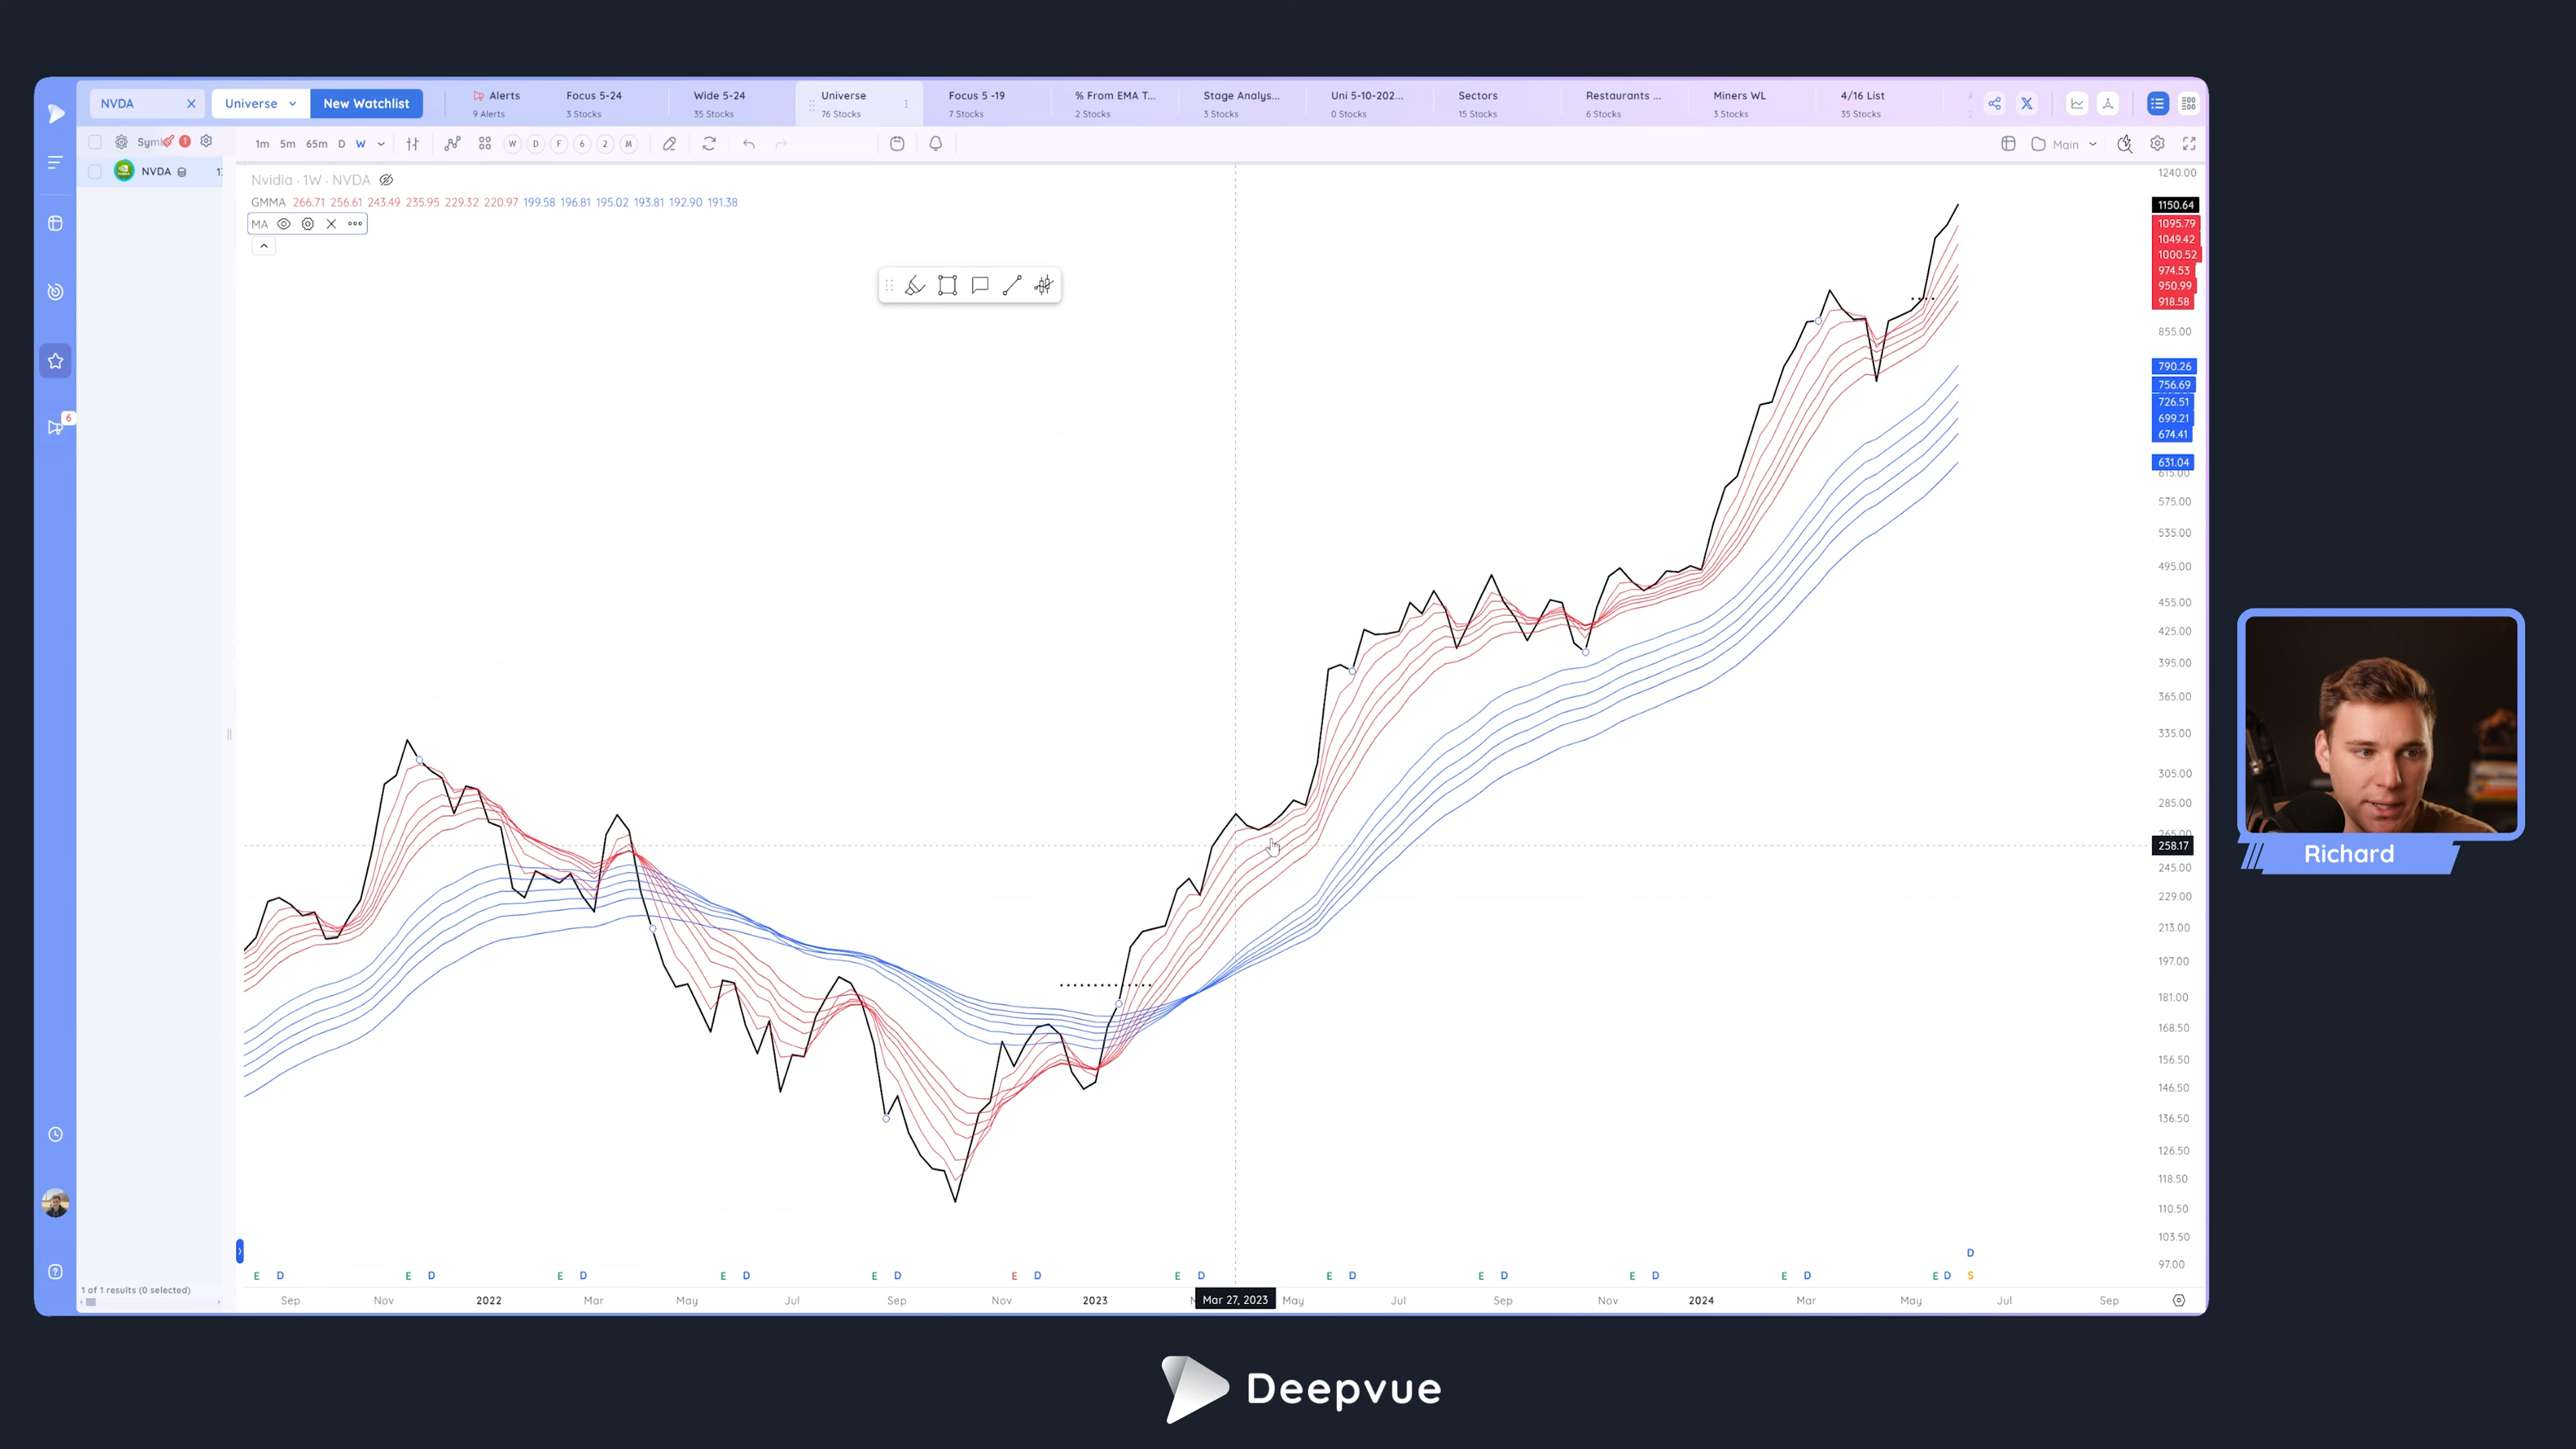 NVDA
Universe
New Watchlist
Alerts
9 Alerts
Focus 5-24
3 Stocks
Wide 5-24
35 Stocks
Universe
76 Stocks
Focus 5 -19
7 Stocks
% From EMA T...
2 Stocks
Stage Analys...
3 Stocks
Uni 5-10-202...
0 Stocks
Sectors
15 Stocks
Restaurants ...
6 Stocks
Miners WL
3 Stocks
4/16 List
35 Stocks
1
1m 5m 65m D W
W D F 6 2 M
Main
NVDA
Nvidia · 1W · NVDA
GMMA 266.71 256.61 243.49 235.95 229.32 220.97 199.58 196.81 195.02 193.81 192.90 191.38
MA
6
1240.00
1150.64
1095.79
1049.42
1000.52
974.53
950.99
918.58
855.00
790.26
756.69
726.51
699.21
674.41
631.04
615.00
575.00
535.00
495.00
455.00
425.00
395.00
365.00
335.00
305.00
285.00
265.00
258.17
245.00
229.00
213.00
197.00
181.00
168.50
156.50
146.50
136.50
126.50
118.50
110.50
103.50
97.00
D
E D E D E D E D E D E D E D E D E D E D E D E D S
1 of 1 results (0 selected)
Sep Nov 2022 Mar May Jul Sep Nov 2023 Mar 27, 2023 May Jul Sep Nov 2024 Mar May Jul Sep
Richard
Deepvue